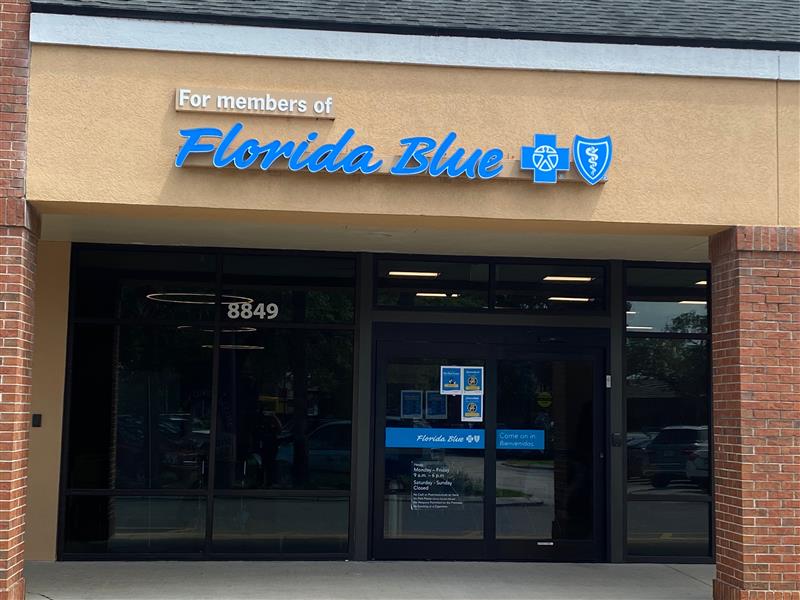 For members of
Florida Blue
8849
Florida Blue
Come on in
Bienvenidos.
Monday - Friday
9 a.m. - 6 p.m.
Saturday - Sunday
Closed